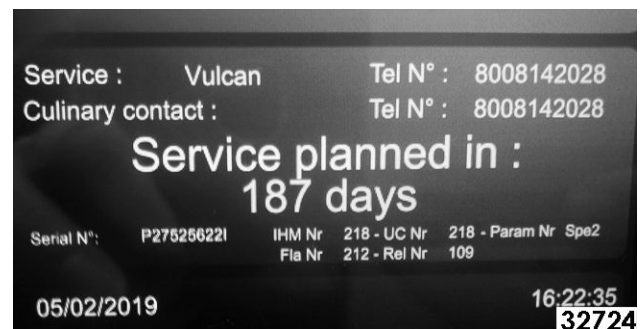 Service : Vulcan Tel N° : 8008142028
Culinary contact : Tel N° : 8008142028
Service planned in :
187 days
Serial N°: P27525622I IHM Nr 218 - UC Nr 218 - Param Nr Spe2
Fla Nr 212 - Rel Nr 109
05/02/2019 16:22:35
32724